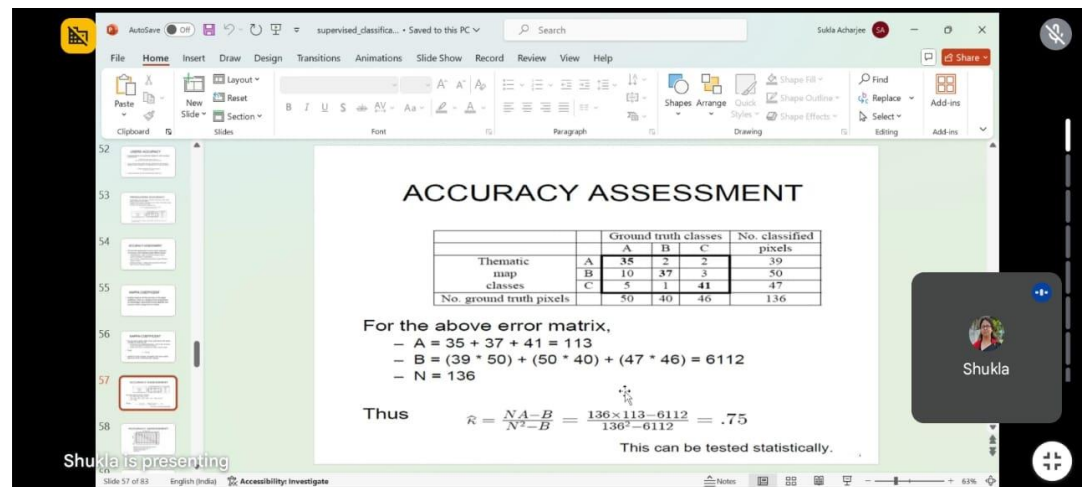 AutoSave Off supervised_classifica... • Saved to this PC Search Sukla Acharjee SA
File Home Insert Draw Design Transitions Animations Slide Show Record Review View Help Share
Paste New Slide Layout Reset Section
B I U S ab AV Aa A
Shapes Arrange Quick Styles Shape Fill Shape Outline Shape Effects
Find Replace Select Add-ins
Clipboard Slides Font Paragraph Drawing Editing Add-ins
52
53
54
55
56
57
58
ACCURACY ASSESSMENT
Ground truth classes No. classified
A B C pixels
Thematic A 35 2 2 39
map B 10 37 3 50
classes C 5 1 41 47
No. ground truth pixels 50 40 46 136
For the above error matrix,
– A = 35 + 37 + 41 = 113
– B = (39 * 50) + (50 * 40) + (47 * 46) = 6112
– N = 136
Thus κ̂ = NA−B / N²−B = 136×113−6112 / 136²−6112 = .75
This can be tested statistically.
Shukla
Shukla is presenting
Slide 57 of 83 English (India) Accessibility: Investigate Notes 63%